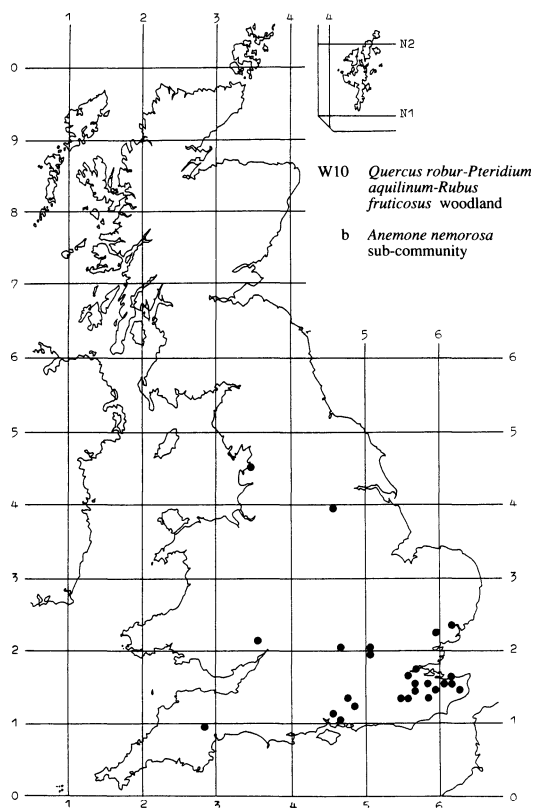 1 2 3 4
4
N2
0
N1
9
W10 Quercus robur-Pteridium
aquilinum-Rubus
fruticosus woodland
8
b Anemone nemorosa
sub-community
7
5 6
6 6
5 5
4 4
3 3
2 2
1 1
0 0
1 2 3 4 5 6